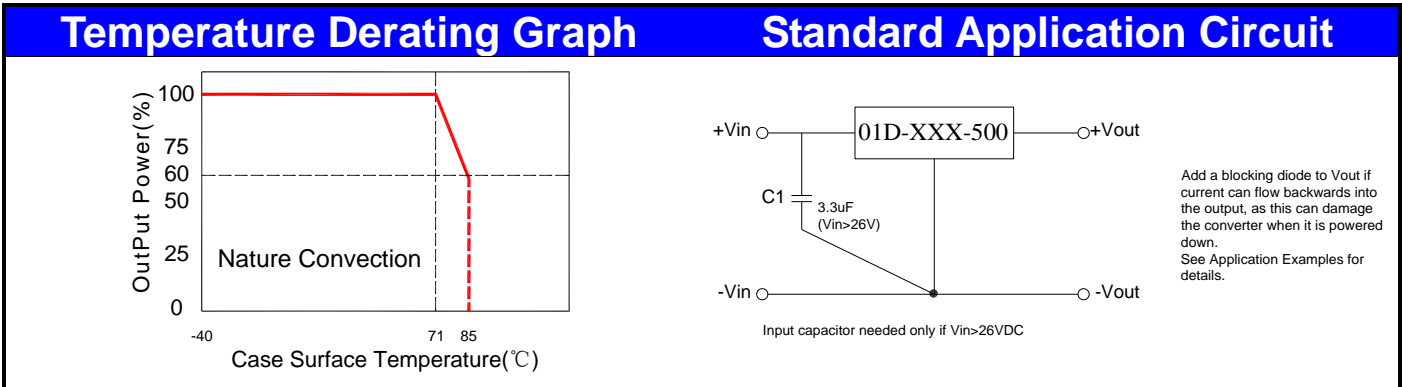 Temperature Derating Graph
Standard Application Circuit
OutPut Power(%)
100
75
60
50
25
0
Nature Convection
-40
71
85
Case Surface Temperature(℃)
+Vin
01D-XXX-500
+Vout
C1
3.3uF
(Vin>26V)
-Vin
-Vout
Input capacitor needed only if Vin>26VDC
Add a blocking diode to Vout if
current can flow backwards into
the output, as this can damage
the converter when it is powered
down.
See Application Examples for
details.